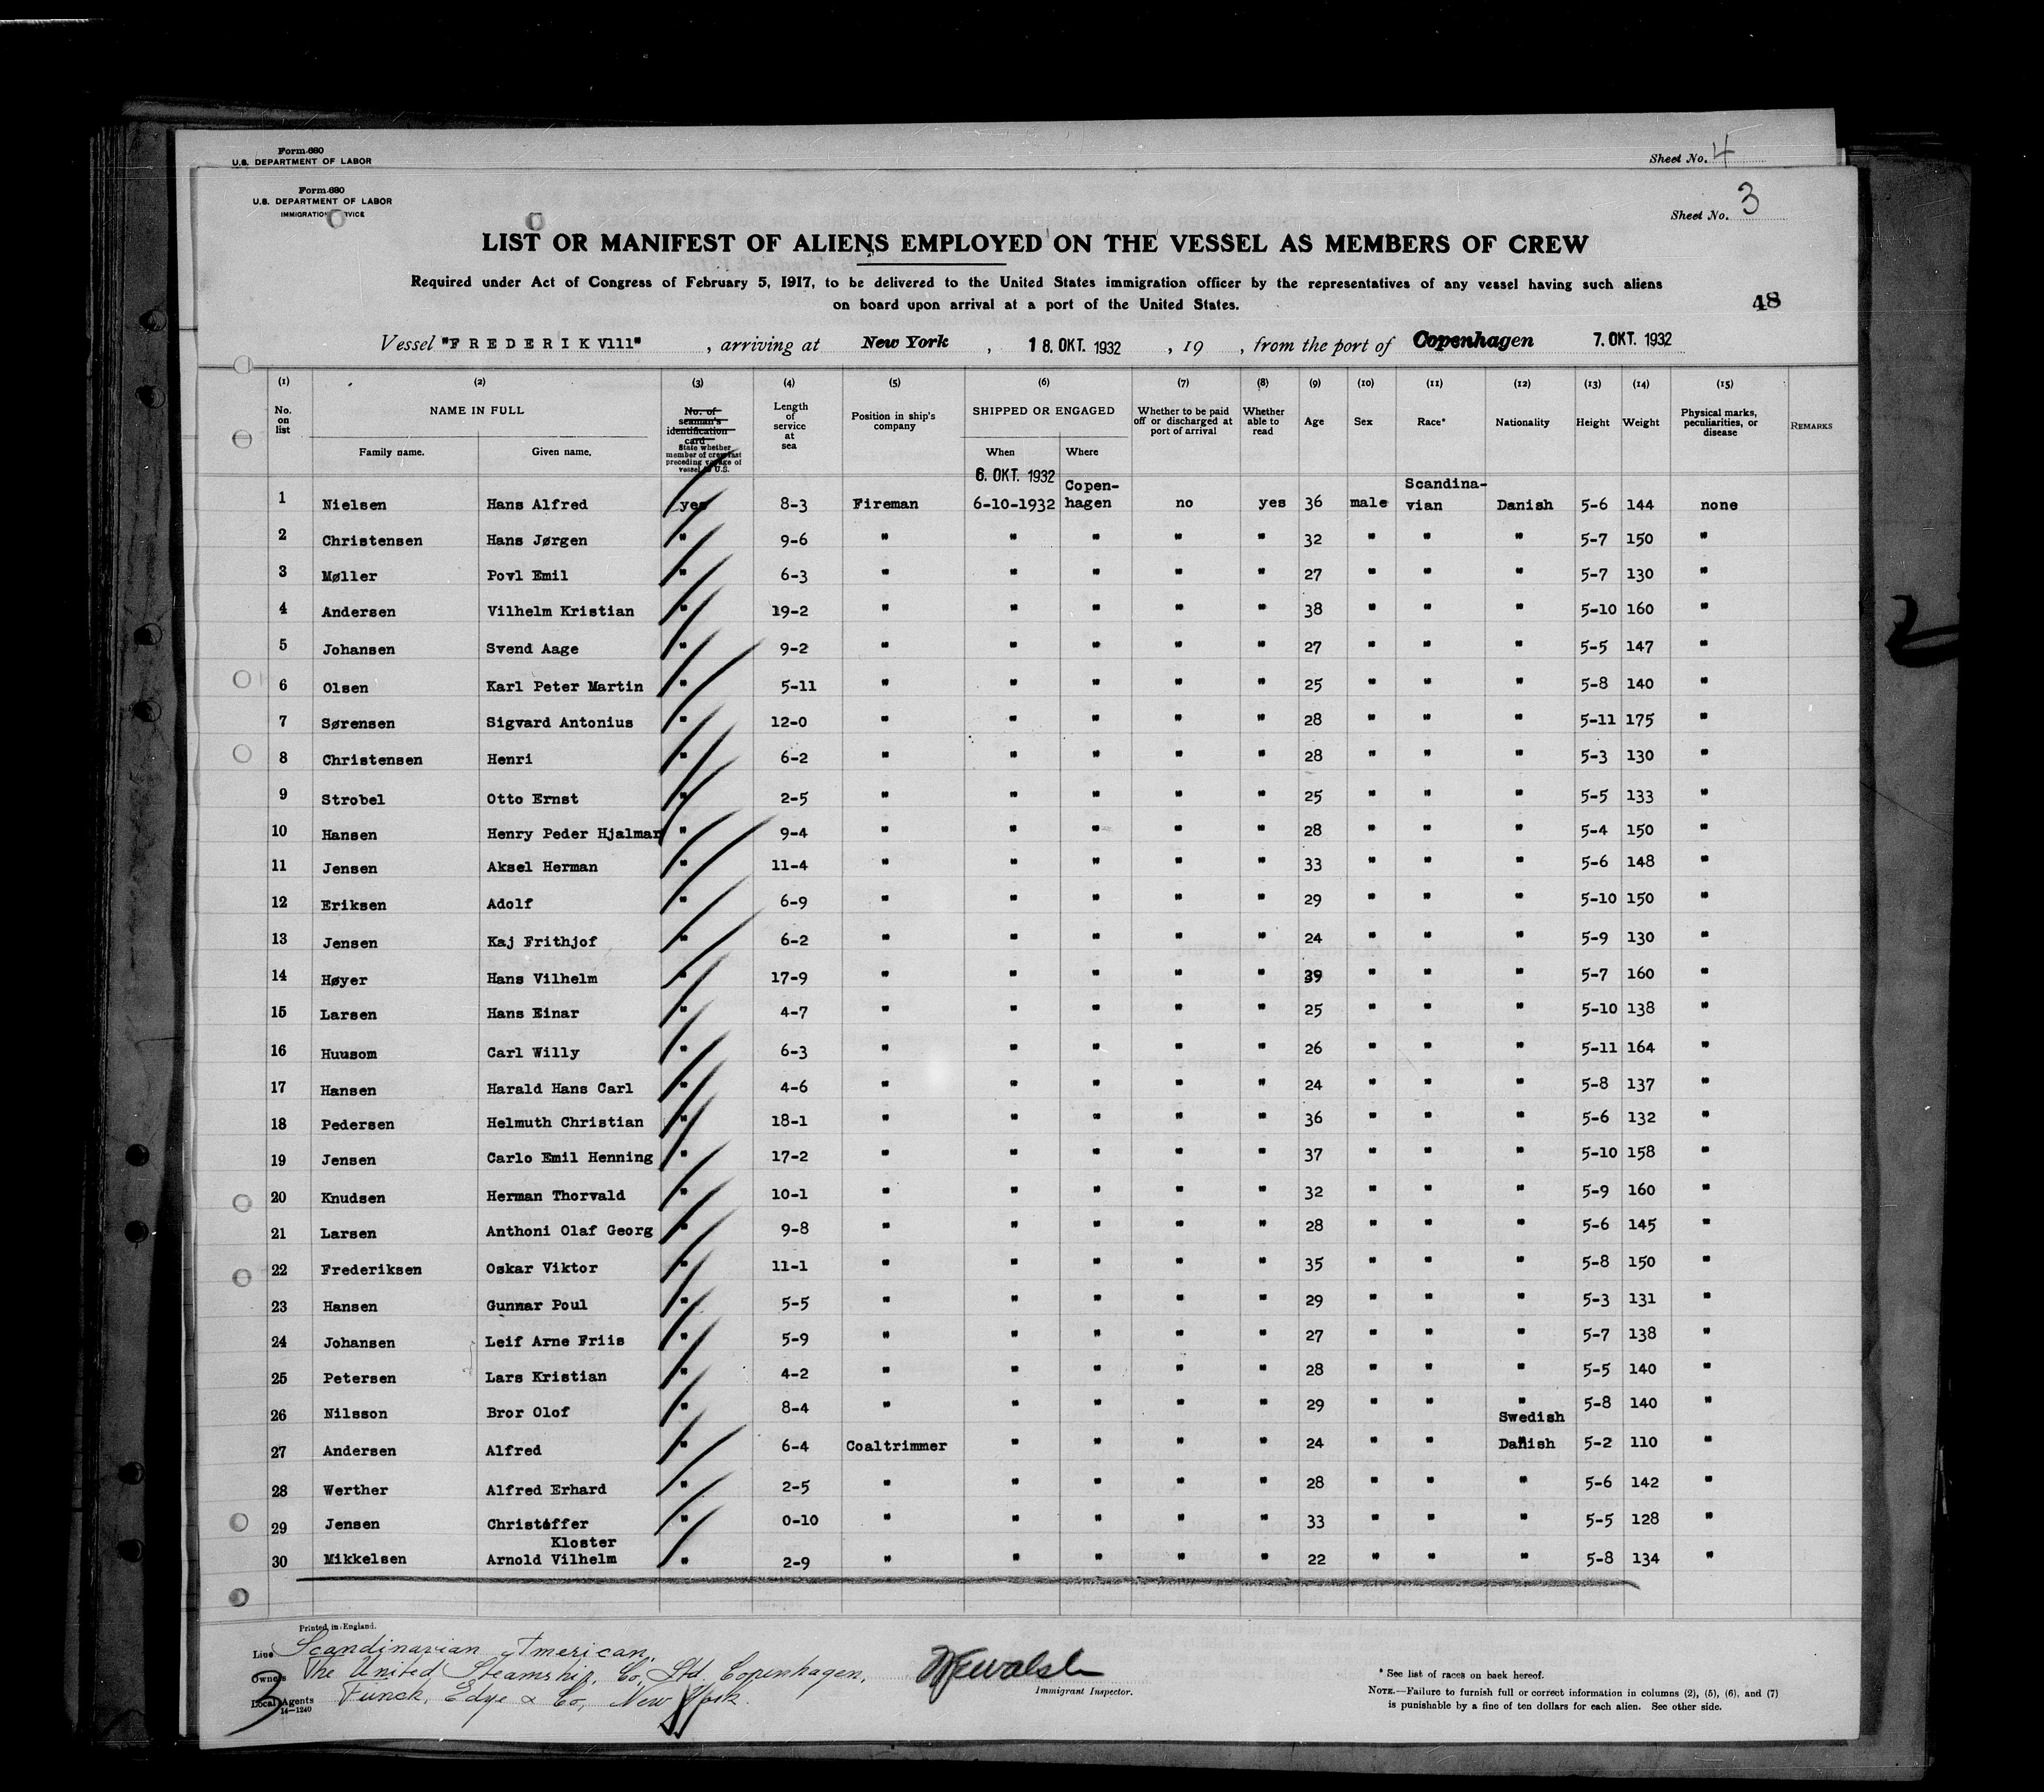 Form 680
U.S. DEPARTMENT OF LABOR
Sheet No. 4
Form 680
U.S. DEPARTMENT OF LABOR
IMMIGRATION SERVICE
Sheet No. 3
LIST OR MANIFEST OF ALIENS EMPLOYED ON THE VESSEL AS MEMBERS OF CREW
Required under Act of Congress of February 5, 1917, to be delivered to the United States immigration officer by the representatives of any vessel having such aliens
on board upon arrival at a port of the United States.
48
Vessel "FREDERIK V111" , arriving at New York , 18. OKT. 1932 , 19 , from the port of Copenhagen 7. OKT. 1932
(1) (2) (3) (4) (5) (6) (7) (8) (9) (10) (11) (12) (13) (14) (15)
No. on list NAME IN FULL Family name. Given name. No. of seaman's identification card State whether member of crew last preceding voyage of vessel to U.S. Length of service at sea Position in ship's company SHIPPED OR ENGAGED When Where Whether to be paid off or discharged at port of arrival Whether able to read Age Sex Race* Nationality Height Weight Physical marks, peculiarities, or disease REMARKS
6. OKT. 1932
1 Nielsen Hans Alfred yes 8-3 Fireman 6-10-1932 Copen-hagen no yes 36 male Scandina-vian Danish 5-6 144 none
2 Christensen Hans Jørgen " 9-6 " " " " " 32 " " " 5-7 150 "
3 Møller Povl Emil " 6-3 " " " " " 27 " " " 5-7 130 "
4 Andersen Vilhelm Kristian " 19-2 " " " " " 38 " " " 5-10 160 "
5 Johansen Svend Aage " 9-2 " " " " " 27 " " " 5-5 147 "
6 Olsen Karl Peter Martin " 5-11 " " " " " 25 " " " 5-8 140 "
7 Sørensen Sigvard Antonius " 12-0 " " " " " 28 " " " 5-11 175 "
8 Christensen Henri " 6-2 " " " " " 28 " " " 5-3 130 "
9 Strobel Otto Ernst " 2-5 " " " " " 25 " " " 5-5 133 "
10 Hansen Henry Peder Hjalmar " 9-4 " " " " " 28 " " " 5-4 150 "
11 Jensen Aksel Herman " 11-4 " " " " " 33 " " " 5-6 148 "
12 Eriksen Adolf " 6-9 " " " " " 29 " " " 5-10 150 "
13 Jensen Kaj Frithjof " 6-2 " " " " " 24 " " " 5-9 130 "
14 Høyer Hans Vilhelm " 17-9 " " " " " 39 " " " 5-7 160 "
15 Larsen Hans Einar " 4-7 " " " " " 25 " " " 5-10 138 "
16 Huusom Carl Willy " 6-3 " " " " " 26 " " " 5-11 164 "
17 Hansen Harald Hans Carl " 4-6 " " " " " 24 " " " 5-8 137 "
18 Pedersen Helmuth Christian " 18-1 " " " " " 36 " " " 5-6 132 "
19 Jensen Carlo Emil Henning " 17-2 " " " " " 37 " " " 5-10 158 "
20 Knudsen Herman Thorvald " 10-1 " " " " " 32 " " " 5-9 160 "
21 Larsen Anthoni Olaf Georg " 9-8 " " " " " 28 " " " 5-6 145 "
22 Frederiksen Oskar Viktor " 11-1 " " " " " 35 " " " 5-8 150 "
23 Hansen Gunnar Poul " 5-5 " " " " " 29 " " " 5-3 131 "
24 Johansen Leif Arne Friis " 5-9 " " " " " 27 " " " 5-7 138 "
25 Petersen Lars Kristian " 4-2 " " " " " 28 " " " 5-5 140 "
26 Nilsson Bror Olof " 8-4 " " " " " 29 " " " Swedish 5-8 140 "
27 Andersen Alfred " 6-4 Coaltrimmer " " " " 24 " " Danish 5-2 110 "
28 Werther Alfred Erhard " 2-5 " " " " " 28 " " " 5-6 142 "
29 Jensen Christoffer " 0-10 " " " " " 33 " " " 5-5 128 "
Kloster
30 Mikkelsen Arnold Vilhelm " 2-9 " " " " " 22 " " " 5-8 134 "
Printed in England.
Line Scandinavian American.
Owners The United Steamship Co, Ltd. Copenhagen.
Local Agents Funck, Edye & Co, New York.
3
14—1240
Immigrant Inspector.
* See list of races on back hereof.
NOTE.—Failure to furnish full or correct information in columns (2), (5), (6), and (7)
is punishable by a fine of ten dollars for each alien. See other side.